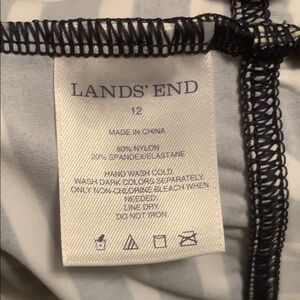 LANDS' END
12
MADE IN CHINA
80% NYLON
20% SPANDEX/ELASTANE
HAND WASH COLD.
WASH DARK COLORS SEPARATELY.
ONLY NON-CHLORINE BLEACH WHEN
NEEDED.
LINE DRY.
DO NOT IRON.